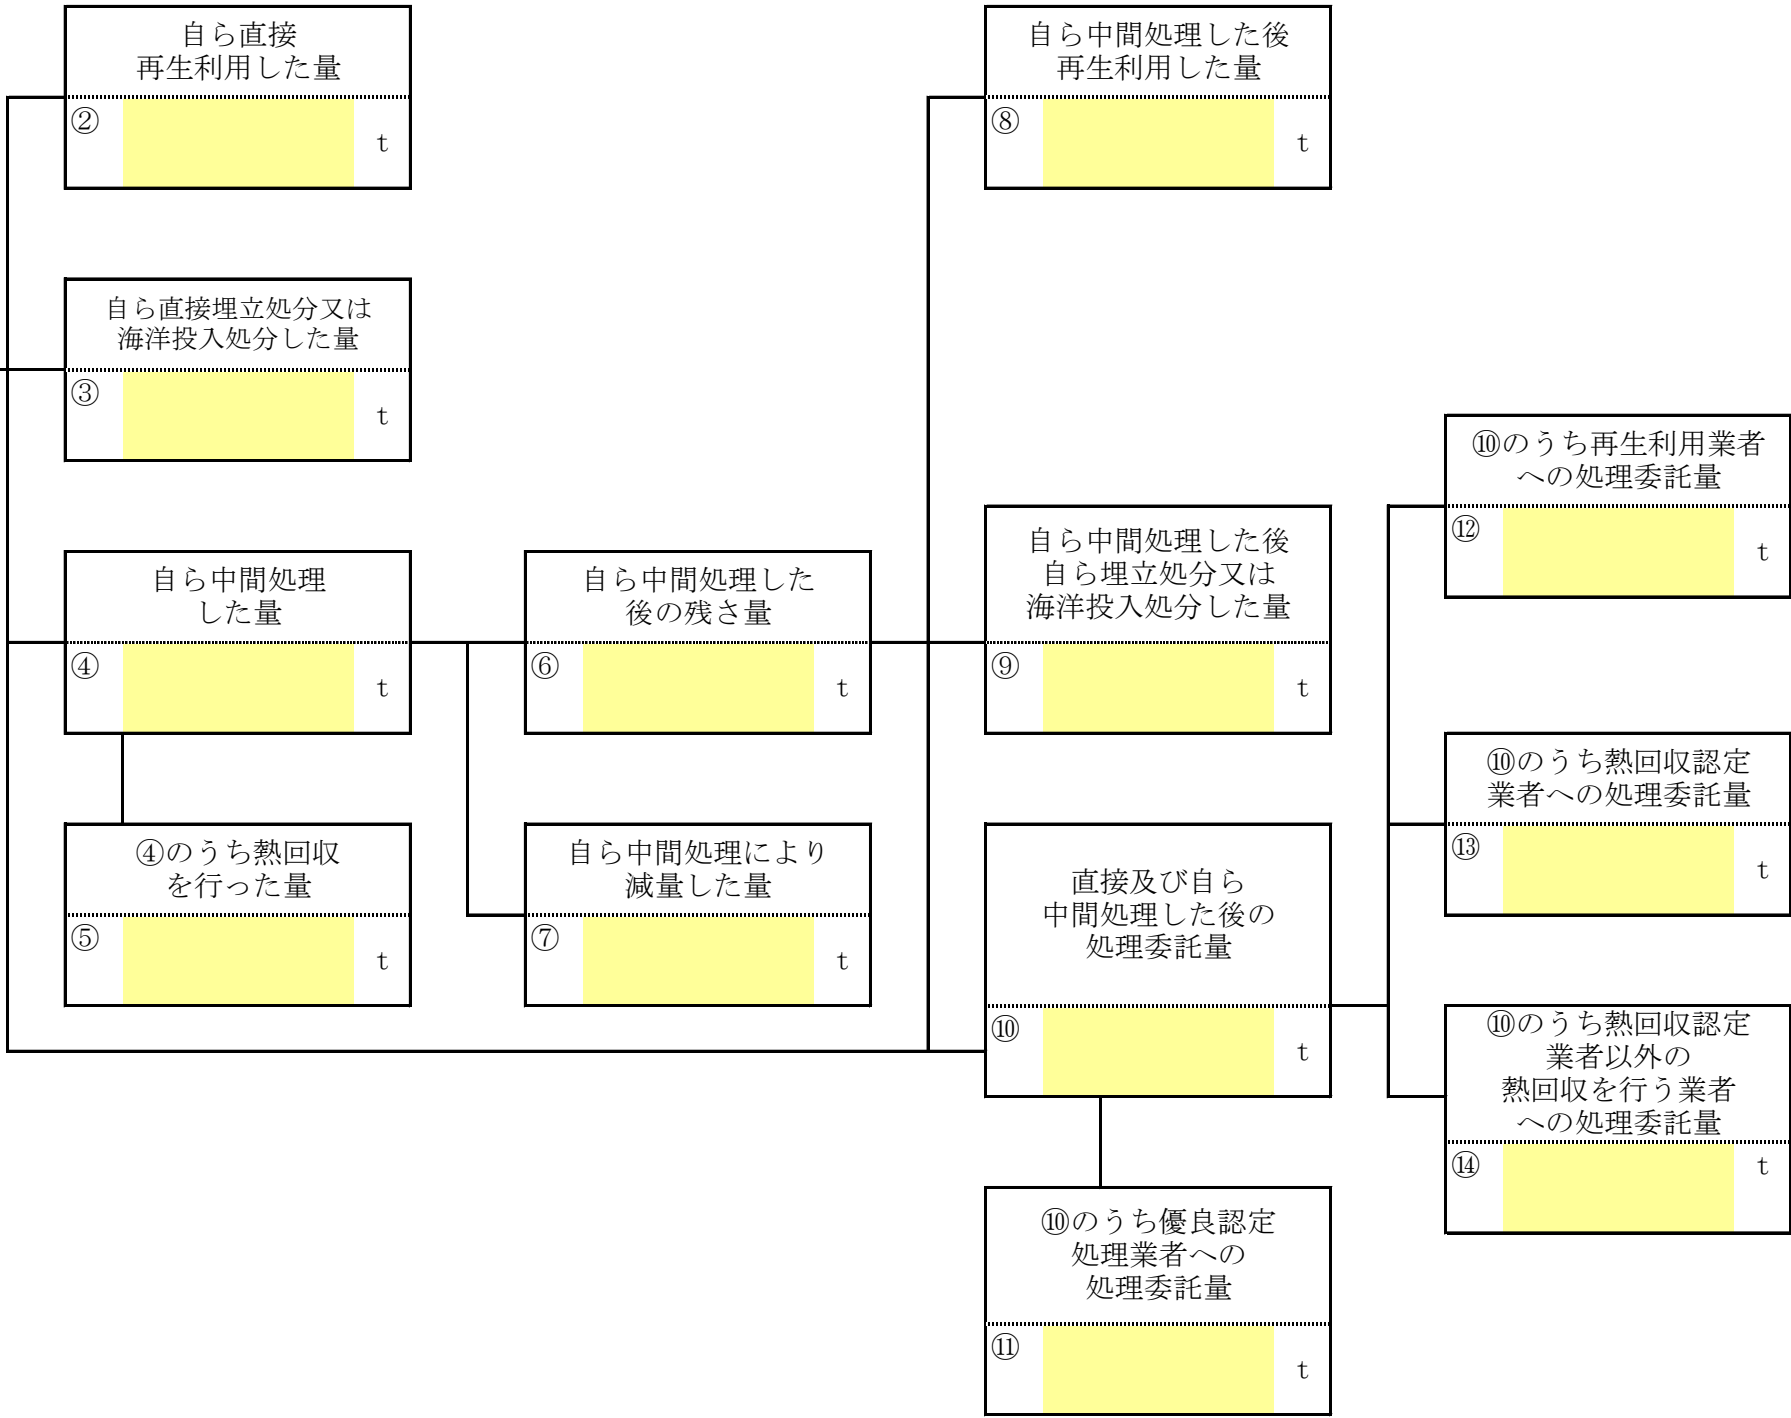 自ら直接
再生利用した量
②
t
自ら直接埋立処分又は
海洋投入処分した量
③
t
自ら中間処理
した量
④
t
④のうち熱回収
を行った量
⑤
t
自ら中間処理した
後の残さ量
⑥
t
自ら中間処理により
減量した量
⑦
t
自ら中間処理した後
再生利用した量
⑧
t
自ら中間処理した後
自ら埋立処分又は
海洋投入処分した量
⑨
t
直接及び自ら
中間処理した後の
処理委託量
⑩
t
⑩のうち優良認定
処理業者への
処理委託量
⑪
t
⑩のうち再生利用業者
への処理委託量
⑫
t
⑩のうち熱回収認定
業者への処理委託量
⑬
t
⑩のうち熱回収認定
業者以外の
熱回収を行う業者
への処理委託量
⑭
t